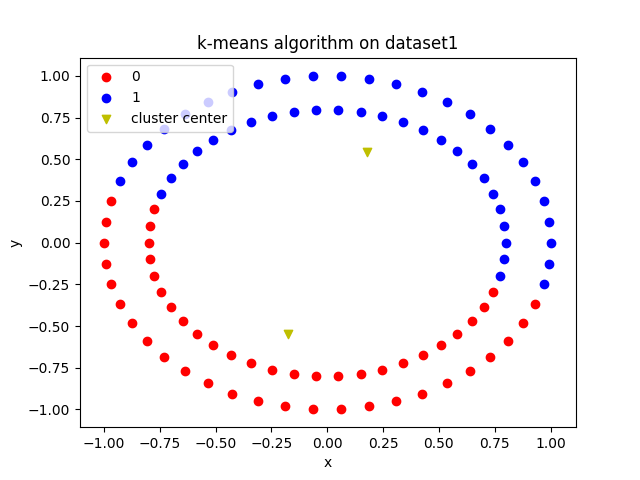 k-means algorithm on dataset1
0
1
cluster center
1.00
0.75
0.50
0.25
0.00
−0.25
−0.50
−0.75
−1.00
y
−1.00 −0.75 −0.50 −0.25 0.00 0.25 0.50 0.75 1.00
x